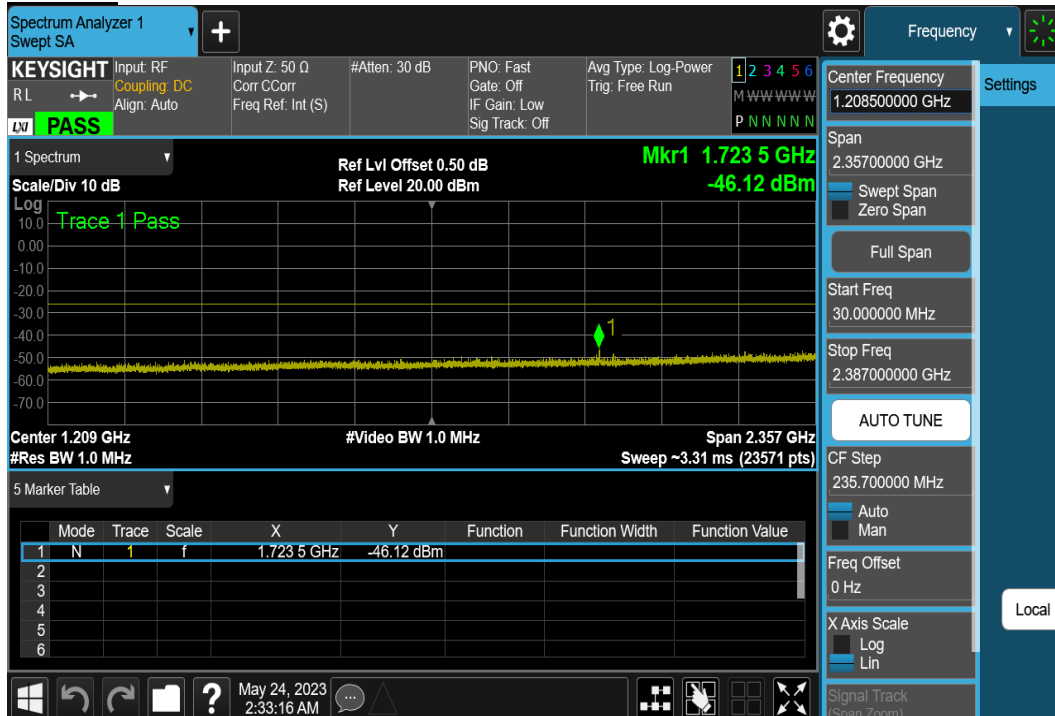 Spectrum Analyzer 1
Swept SA
Frequency
KEYSIGHT
RL
LXI
PASS
Input: RF
Coupling: DC
Align: Auto
Input Z: 50 Ω
Corr CCorr
Freq Ref: Int (S)
#Atten: 30 dB
PNO: Fast
Gate: Off
IF Gain: Low
Sig Track: Off
Avg Type: Log-Power
Trig: Free Run
1 2 3 4 5 6
M W W W W W
P N N N N N
1 Spectrum
Scale/Div 10 dB
Ref Lvl Offset 0.50 dB
Ref Level 20.00 dBm
Mkr1 1.723 5 GHz
-46.12 dBm
Log
Trace 1 Pass
10.0
0.00
-10.0
-20.0
-30.0
1
-40.0
-50.0
-60.0
-70.0
Center 1.209 GHz
#Video BW 1.0 MHz
Span 2.357 GHz
#Res BW 1.0 MHz
Sweep ~3.31 ms (23571 pts)
5 Marker Table
Mode Trace Scale X Y Function Function Width Function Value
1 N 1 f 1.723 5 GHz -46.12 dBm
2
3
4
5
6
May 24, 2023
2:33:16 AM
Center Frequency
1.208500000 GHz
Settings
Span
2.35700000 GHz
Swept Span
Zero Span
Full Span
Start Freq
30.000000 MHz
Stop Freq
2.387000000 GHz
AUTO TUNE
CF Step
235.700000 MHz
Auto
Man
Freq Offset
0 Hz
Local
X Axis Scale
Log
Lin
Signal Track
(Span Zoom)